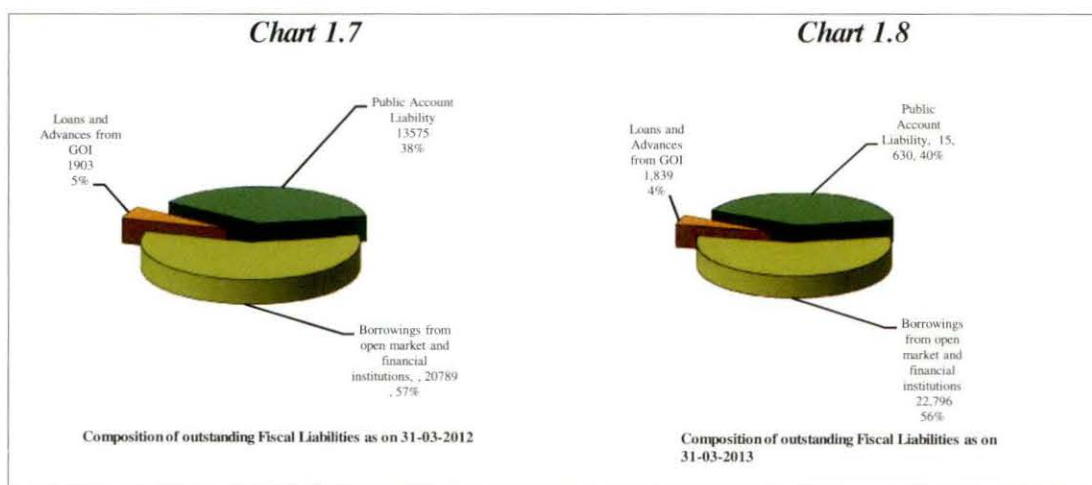 Chart 1.7
Public Account
Liability
13575
38%
Loans and
Advances from
GOI
1903
5%
Borrowings from
open market and
financial
institutions, , 20789
, 57%
Composition of outstanding Fiscal Liabilities as on 31-03-2012
Chart 1.8
Public
Account
Liability, 15,
630, 40%
Loans and
Advances
from GOI
1,839
4%
Borrowings
from open
market and
financial
institutions
22,796
56%
Composition of outstanding Fiscal Liabilities as on
31-03-2013